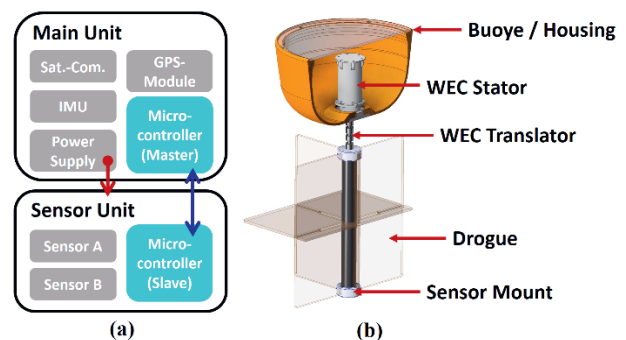 Main Unit
Sat.-Com.
GPS-
Module
IMU
Micro-
controller
(Master)
Power
Supply
Sensor Unit
Sensor A
Sensor B
Micro-
controller
(Slave)
(a)
Buoye / Housing
WEC Stator
WEC Translator
Drogue
Sensor Mount
(b)